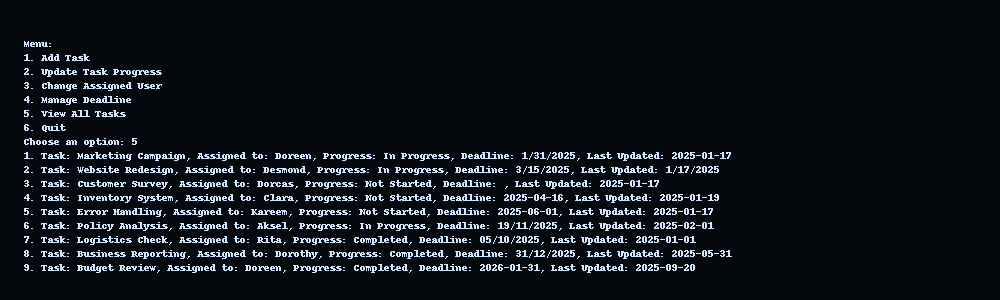 Menu:
1. Add Task
2. Update Task Progress
3. Change Assigned User
4. Manage Deadline
5. View All Tasks
6. Quit
Choose an option: 5
1. Task: Marketing Campaign, Assigned to: Doreen, Progress: In Progress, Deadline: 1/31/2025, Last Updated: 2025-01-17
2. Task: Website Redesign, Assigned to: Desmond, Progress: In Progress, Deadline: 3/15/2025, Last Updated: 1/17/2025
3. Task: Customer Survey, Assigned to: Dorcas, Progress: Not Started, Deadline: , Last Updated: 2025-01-17
4. Task: Inventory System, Assigned to: Clara, Progress: Not Started, Deadline: 2025-04-16, Last Updated: 2025-01-19
5. Task: Error Handling, Assigned to: Kareem, Progress: Not Started, Deadline: 2025-06-01, Last Updated: 2025-01-17
6. Task: Policy Analysis, Assigned to: Aksel, Progress: In Progress, Deadline: 19/11/2025, Last Updated: 2025-02-01
7. Task: Logistics Check, Assigned to: Rita, Progress: Completed, Deadline: 05/10/2025, Last Updated: 2025-01-01
8. Task: Business Reporting, Assigned to: Dorothy, Progress: Completed, Deadline: 31/12/2025, Last Updated: 2025-05-31
9. Task: Budget Review, Assigned to: Doreen, Progress: Completed, Deadline: 2026-01-31, Last Updated: 2025-09-20